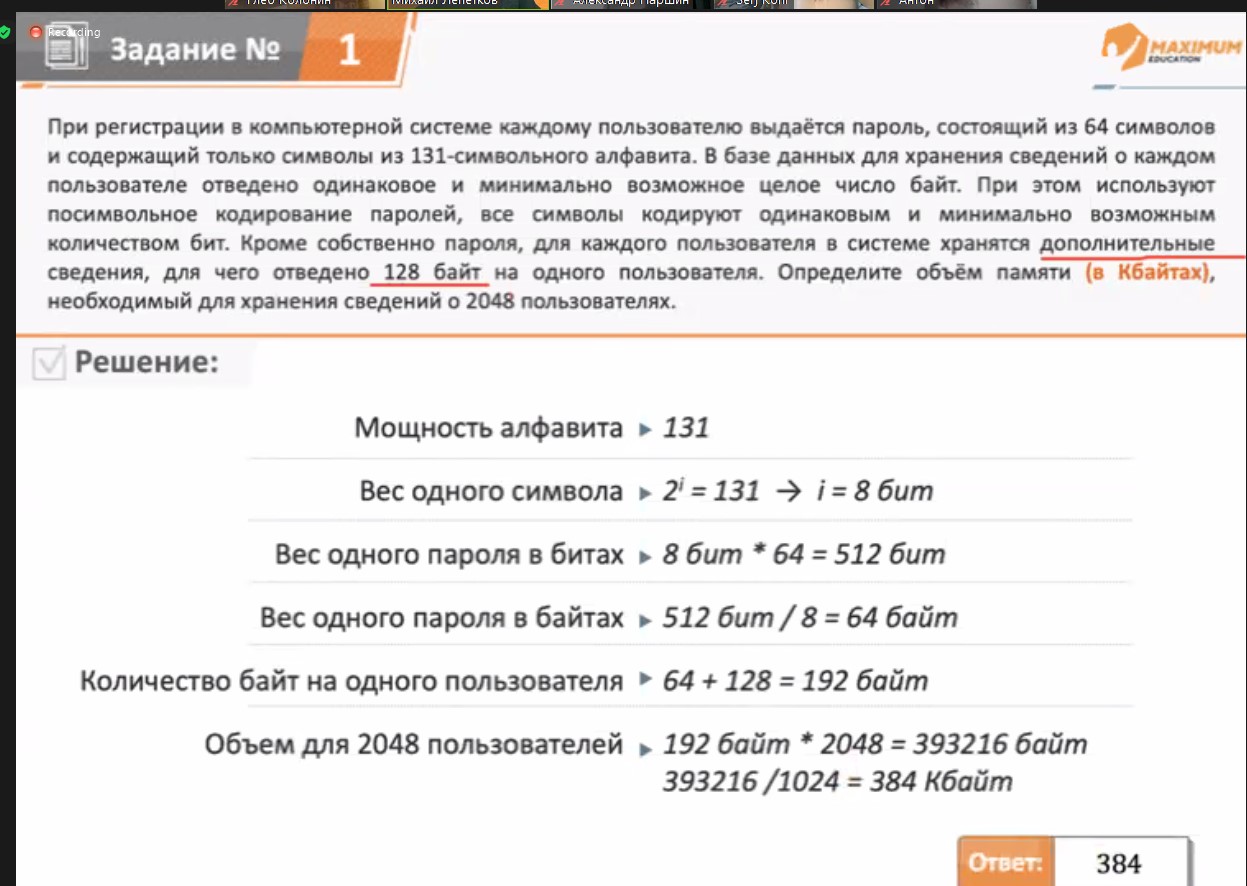 Глеб Колонин
Михаил Лепетков
Александр Паршин
Антон
Recording
Задание № 1
MAXIMUM
EDUCATION
При регистрации в компьютерной системе каждому пользователю выдаётся пароль, состоящий из 64 символов
и содержащий только символы из 131-символьного алфавита. В базе данных для хранения сведений о каждом
пользователе отведено одинаковое и минимально возможное целое число байт. При этом используют
посимвольное кодирование паролей, все символы кодируют одинаковым и минимально возможным
количеством бит. Кроме собственно пароля, для каждого пользователя в системе хранятся дополнительные
сведения, для чего отведено 128 байт на одного пользователя. Определите объём памяти (в Кбайтах),
необходимый для хранения сведений о 2048 пользователях.
Решение:
Мощность алфавита ▸ 131
Вес одного символа ▸ 2^i = 131 → i = 8 бит
Вес одного пароля в битах ▸ 8 бит * 64 = 512 бит
Вес одного пароля в байтах ▸ 512 бит / 8 = 64 байт
Количество байт на одного пользователя ▸ 64 + 128 = 192 байт
Объем для 2048 пользователей ▸ 192 байт * 2048 = 393216 байт
393216 /1024 = 384 Кбайт
Ответ: 384